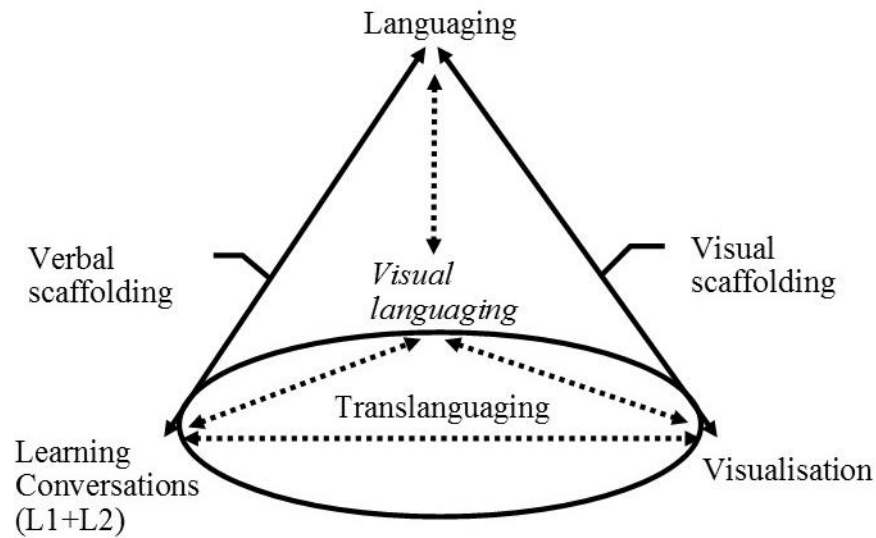 Languaging
Verbal
scaffolding
Visual
scaffolding
Visual
languaging
Translanguaging
Learning
Conversations
(L1+L2)
Visualisation